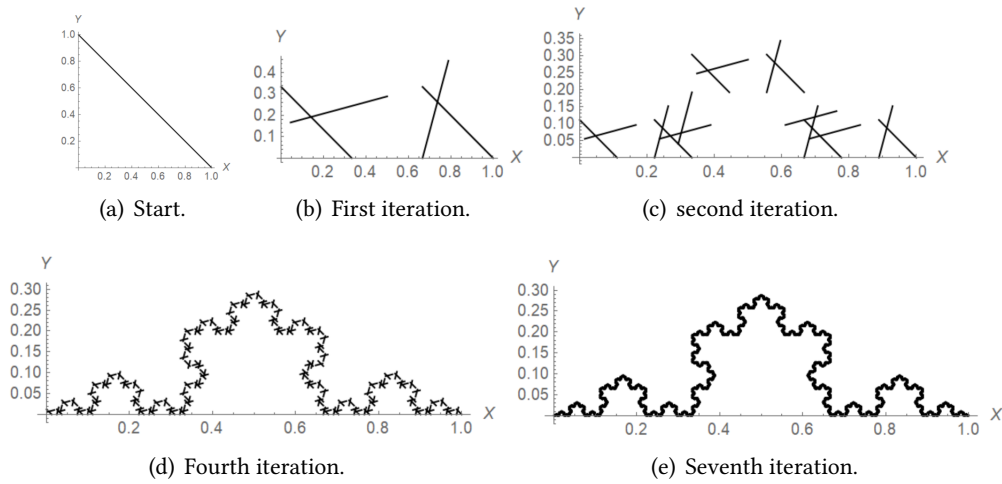 Y
1.0
0.8
0.6
0.4
0.2
0.2 0.4 0.6 0.8 1.0
X
(a) Start.
Y
0.4
0.3
0.2
0.1
0.2 0.4 0.6 0.8 1.0
X
(b) First iteration.
Y
0.35
0.30
0.25
0.20
0.15
0.10
0.05
0.2 0.4 0.6 0.8 1.0
X
(c) second iteration.
Y
0.30
0.25
0.20
0.15
0.10
0.05
0.2 0.4 0.6 0.8 1.0
X
(d) Fourth iteration.
Y
0.30
0.25
0.20
0.15
0.10
0.05
0.2 0.4 0.6 0.8 1.0
X
(e) Seventh iteration.